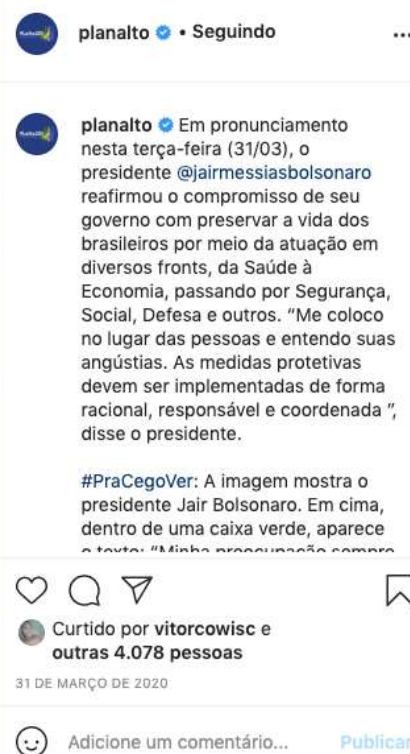 planalto • Seguindo
planalto Em pronunciamento
nesta terça-feira (31/03), o
presidente @jairmessiasbolsonaro
reafirmou o compromisso de seu
governo com preservar a vida dos
brasileiros por meio da atuação em
diversos fronts, da Saúde à
Economia, passando por Segurança,
Social, Defesa e outros. “Me coloco
no lugar das pessoas e entendo suas
angústias. As medidas protetivas
devem ser implementadas de forma
racional, responsável e coordenada ”,
disse o presidente.
#PraCegoVer: A imagem mostra o
presidente Jair Bolsonaro. Em cima,
dentro de uma caixa verde, aparece
o texto: “Minha preocupação sempre
Curtido por vitorcowisc e
outras 4.078 pessoas
31 DE MARÇO DE 2020
Adicione um comentário... Publicar